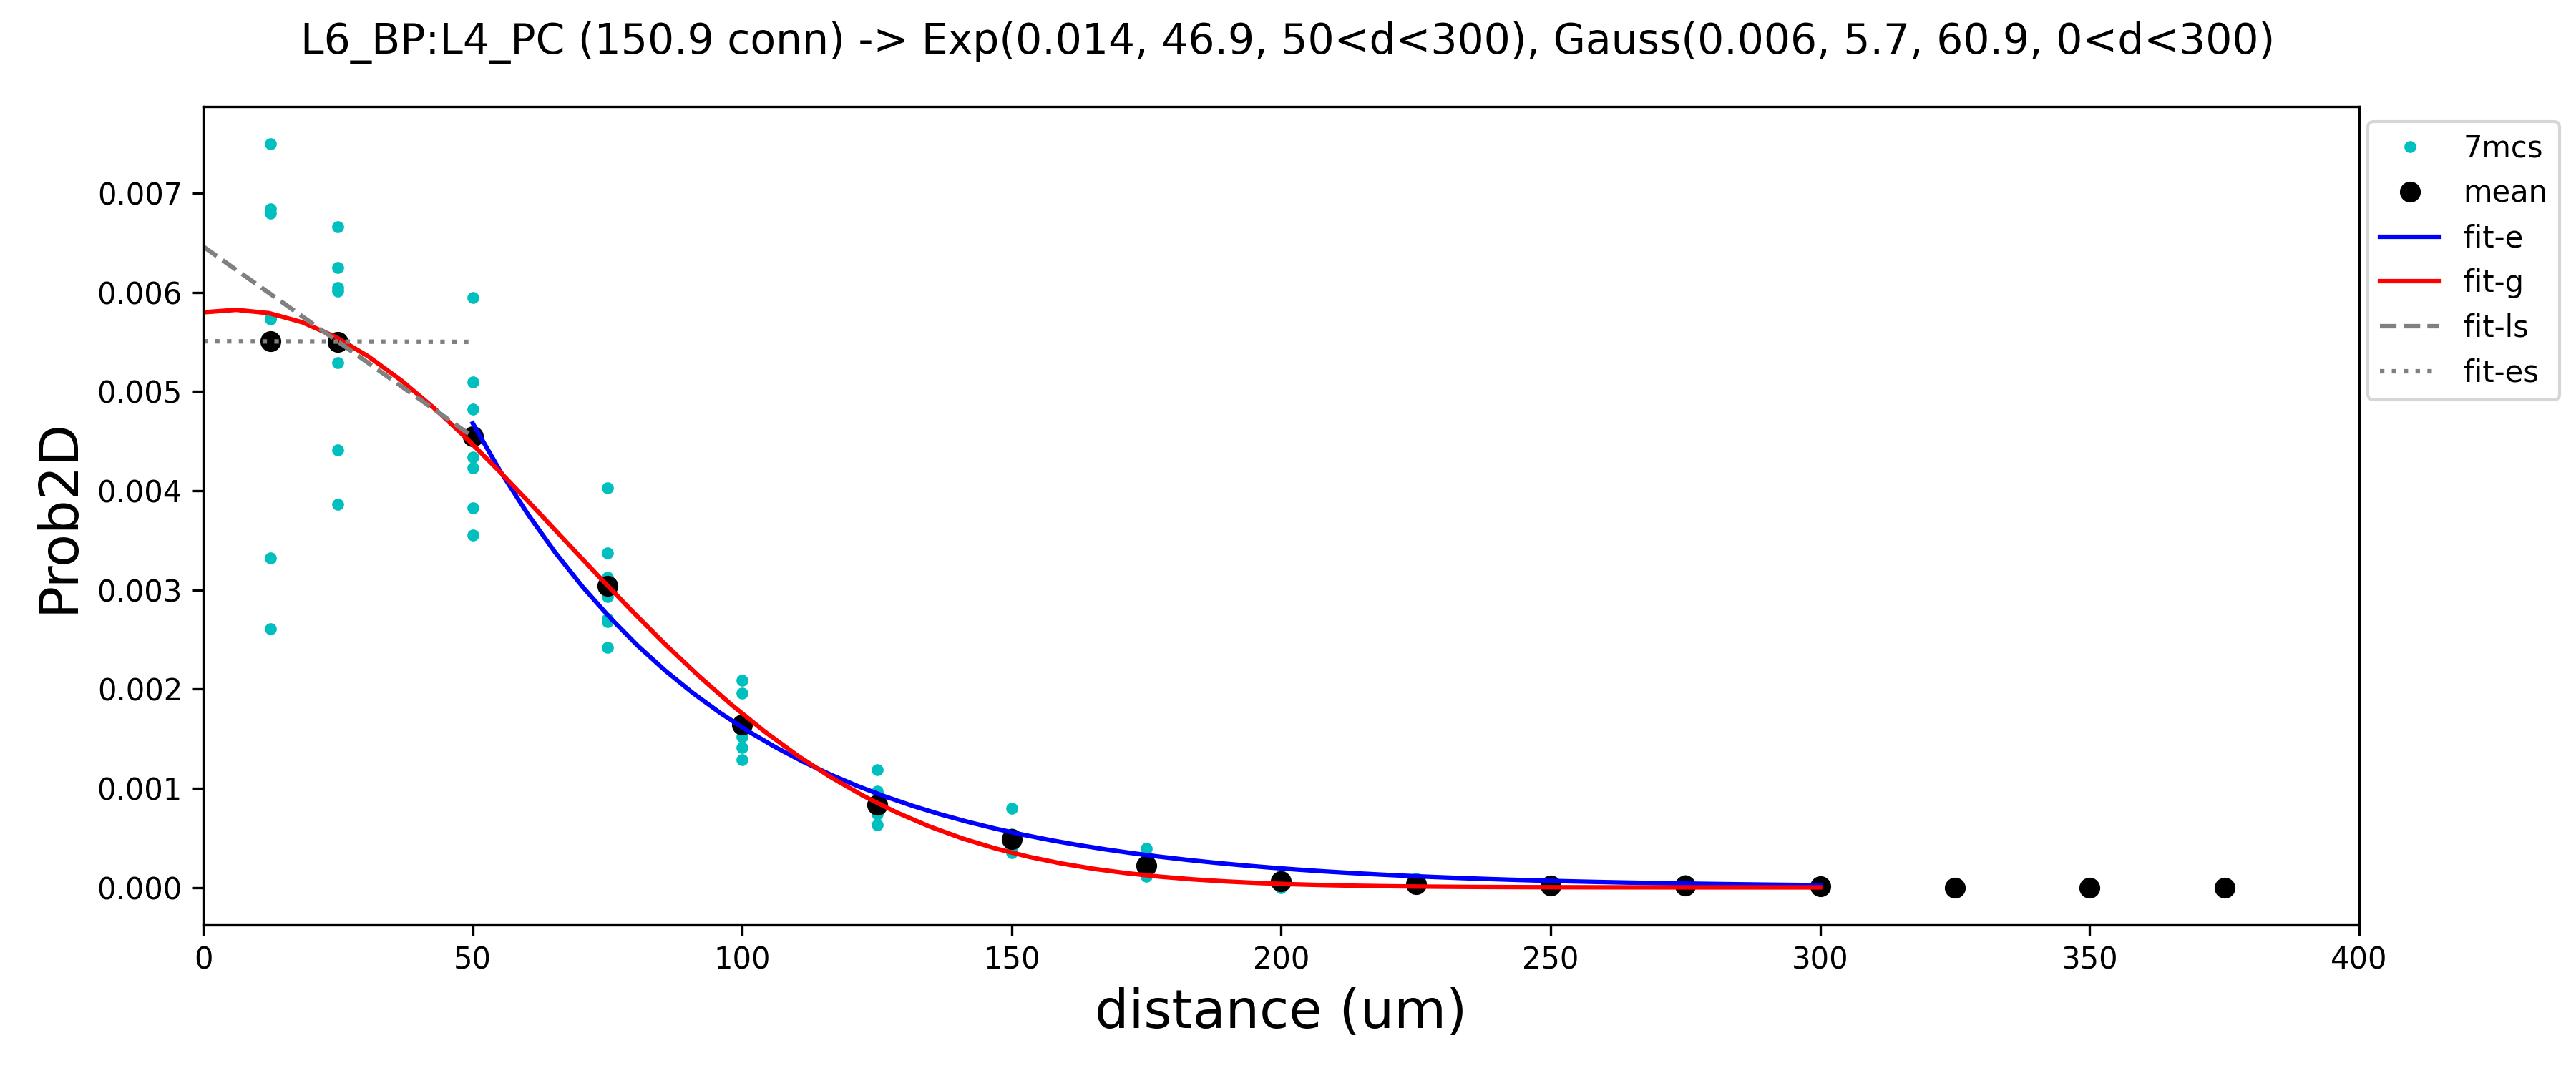 L6_BP:L4_PC (150.9 conn) -> Exp(0.014, 46.9, 50<d<300), Gauss(0.006, 5.7, 60.9, 0<d<300)
7mcs
mean
fit-e
fit-g
fit-ls
fit-es
Prob2D
0.007
0.006
0.005
0.004
0.003
0.002
0.001
0.000
0 50 100 150 200 250 300 350 400
distance (um)